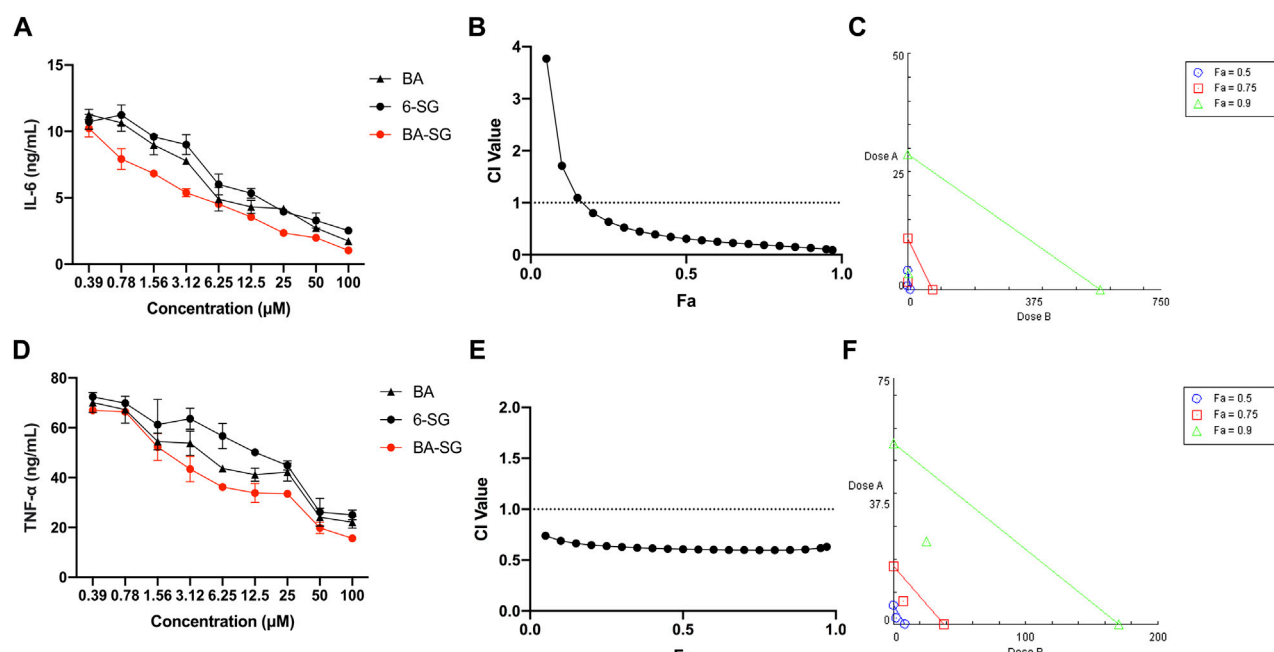 A
IL-6 (ng/mL)
15
10
5
0
0.39 0.78 1.56 3.12 6.25 12.5 25 50 100
Concentration (µM)
BA
6-SG
BA-SG
B
CI Value
4
3
2
1
0
0.0 0.5 1.0
Fa
C
50
Dose A
25
0
0 375 750
Dose B
Fa = 0.5
Fa = 0.75
Fa = 0.9
D
TNF-α (ng/mL)
80
60
40
20
0
0.39 0.78 1.56 3.12 6.25 12.5 25 50 100
Concentration (µM)
BA
6-SG
BA-SG
E
CI Value
2.0
1.5
1.0
0.5
0.0
0.0 0.5 1.0
F
75
Dose A
37.5
0
0 100 200
Dose B
Fa = 0.5
Fa = 0.75
Fa = 0.9